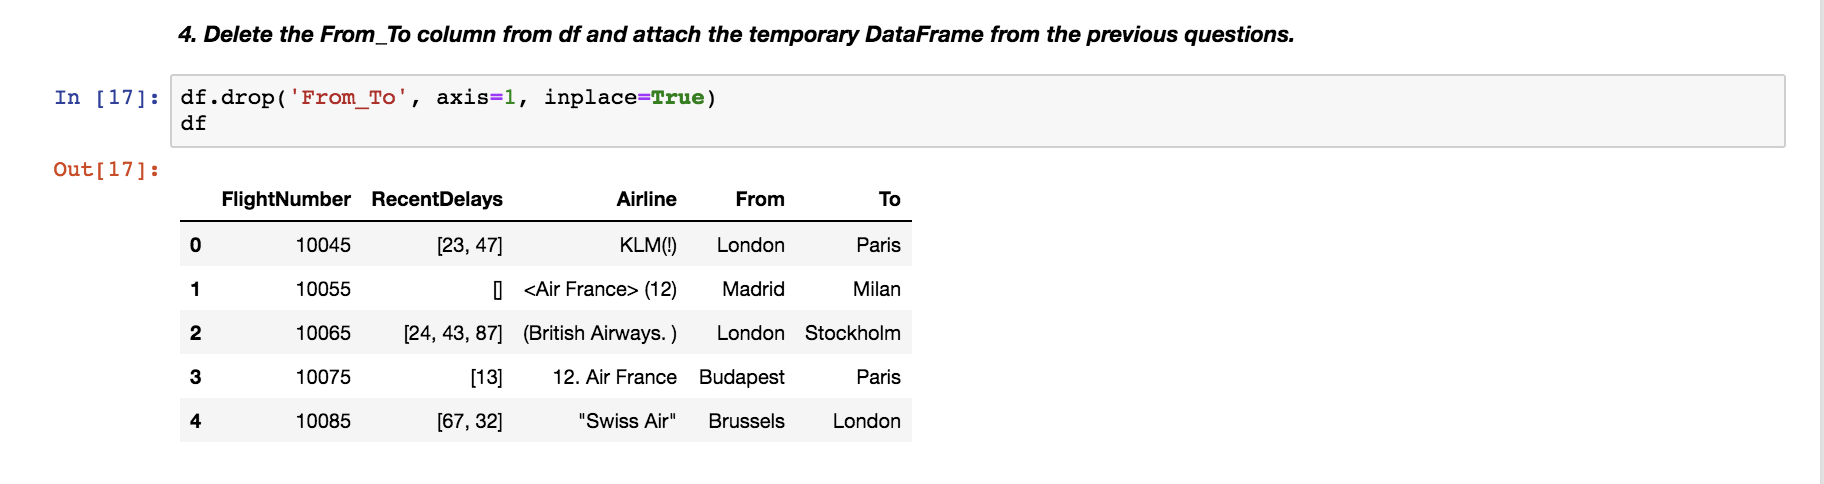 4. Delete the From_To column from df and attach the temporary DataFrame from the previous questions.
In [17]: df.drop('From_To', axis=1, inplace=True)
df
Out[17]:
FlightNumber RecentDelays Airline From To
0 10045 [23, 47] KLM(!) London Paris
1 10055 [] <Air France> (12) Madrid Milan
2 10065 [24, 43, 87] (British Airways. ) London Stockholm
3 10075 [13] 12. Air France Budapest Paris
4 10085 [67, 32] "Swiss Air" Brussels London